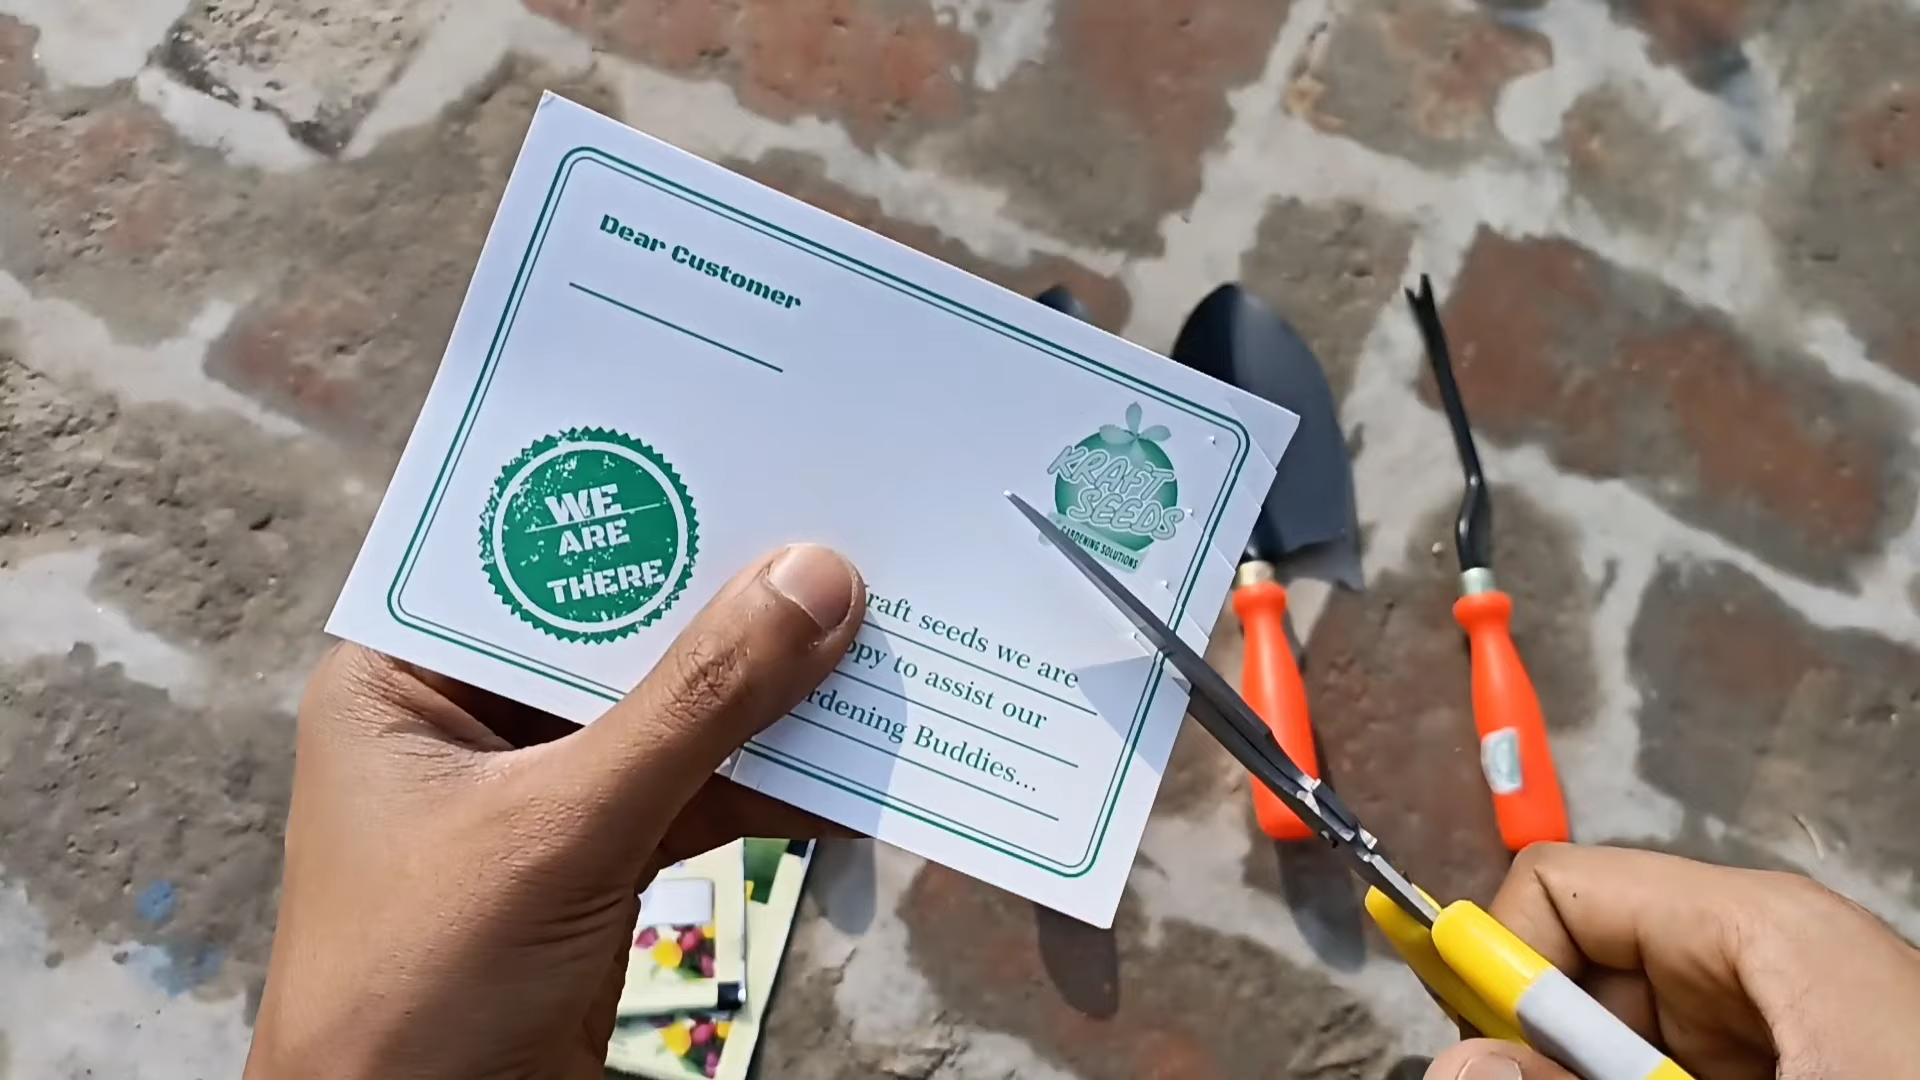 Dear Customer
WE
ARE
THERE
KRAFT
SEEDS
GARDENING SOLUTIONS
raft seeds we are
ppy to assist our
rdening Buddies...